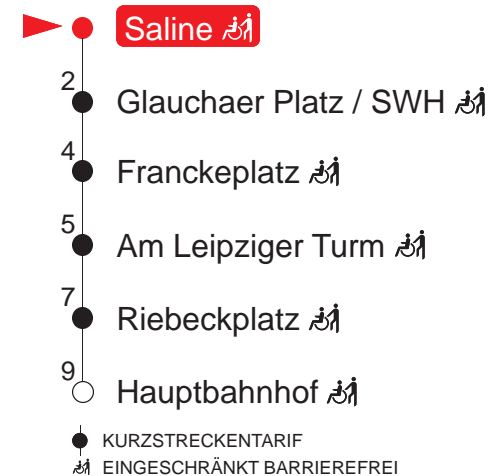 Saline
2
Glauchaer Platz / SWH
4
Franckeplatz
5
Am Leipziger Turm
7
Riebeckplatz
9
Hauptbahnhof
KURZSTRECKENTARIF
EINGESCHRÄNKT BARRIEREFREI